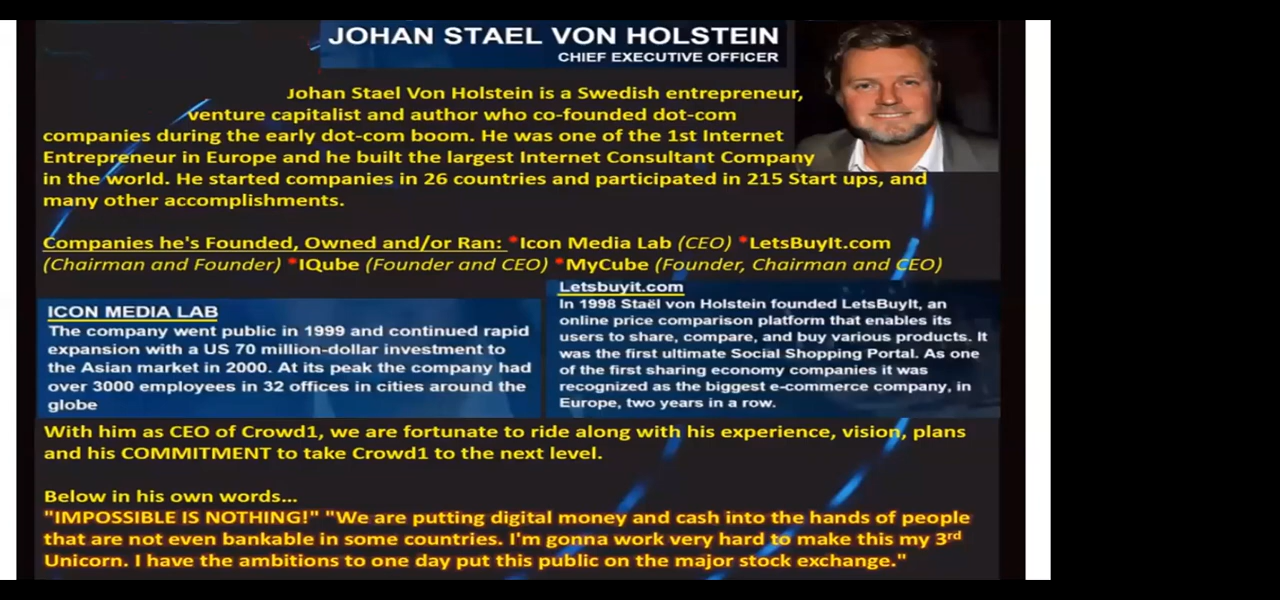 JOHAN STAEL VON HOLSTEIN
CHIEF EXECUTIVE OFFICER
Johan Stael Von Holstein is a Swedish entrepreneur,
venture capitalist and author who co-founded dot-com
companies during the early dot-com boom. He was one of the 1st Internet
Entrepreneur in Europe and he built the largest Internet Consultant Company
in the world. He started companies in 26 countries and participated in 215 Start ups, and
many other accomplishments.
Companies he's Founded, Owned and/or Ran: *Icon Media Lab (CEO) *LetsBuyIt.com
(Chairman and Founder) *IQube (Founder and CEO) *MyCube (Founder, Chairman and CEO)
ICON MEDIA LAB
The company went public in 1999 and continued rapid
expansion with a US 70 million-dollar investment to
the Asian market in 2000. At its peak the company had
over 3000 employees in 32 offices in cities around the
globe
Letsbuyit.com
In 1998 Staël von Holstein founded LetsBuyIt, an
online price comparison platform that enables its
users to share, compare, and buy various products. It
was the first ultimate Social Shopping Portal. As one
of the first sharing economy companies it was
recognized as the biggest e-commerce company, in
Europe, two years in a row.
With him as CEO of Crowd1, we are fortunate to ride along with his experience, vision, plans
and his COMMITMENT to take Crowd1 to the next level.
Below in his own words...
"IMPOSSIBLE IS NOTHING!" "We are putting digital money and cash into the hands of people
that are not even bankable in some countries. I'm gonna work very hard to make this my 3rd
Unicorn. I have the ambitions to one day put this public on the major stock exchange."